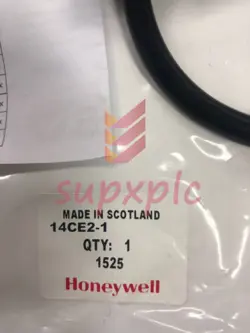 supxplc
MADE IN SCOTLAND
14CE2-1
QTY: 1
1525
Honeywell